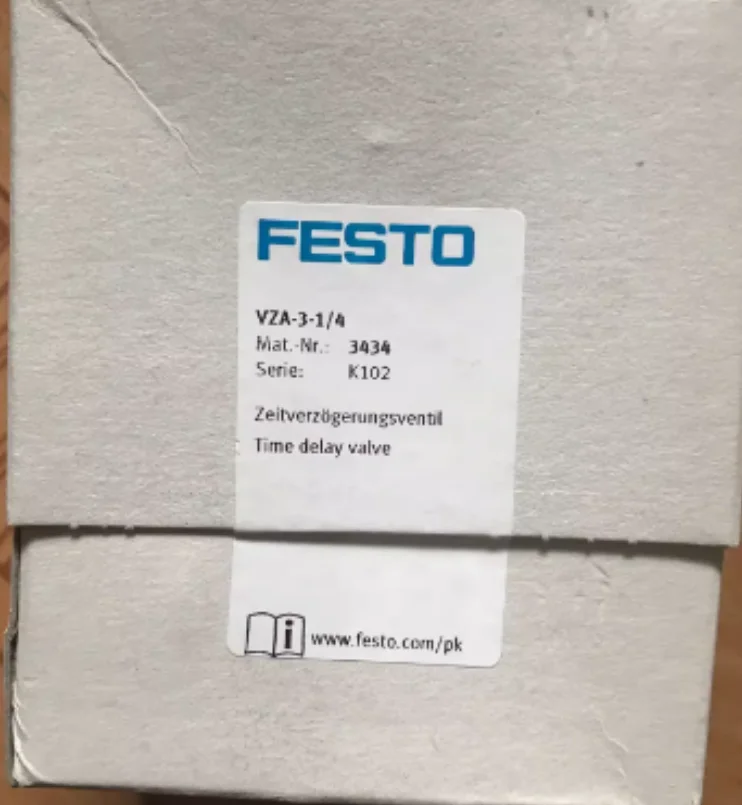 FESTO
VZA-3-1/4
Mat.-Nr.: 3434
Serie: K102
Zeitverzögerungsventil
Time delay valve
i www.festo.com/pk